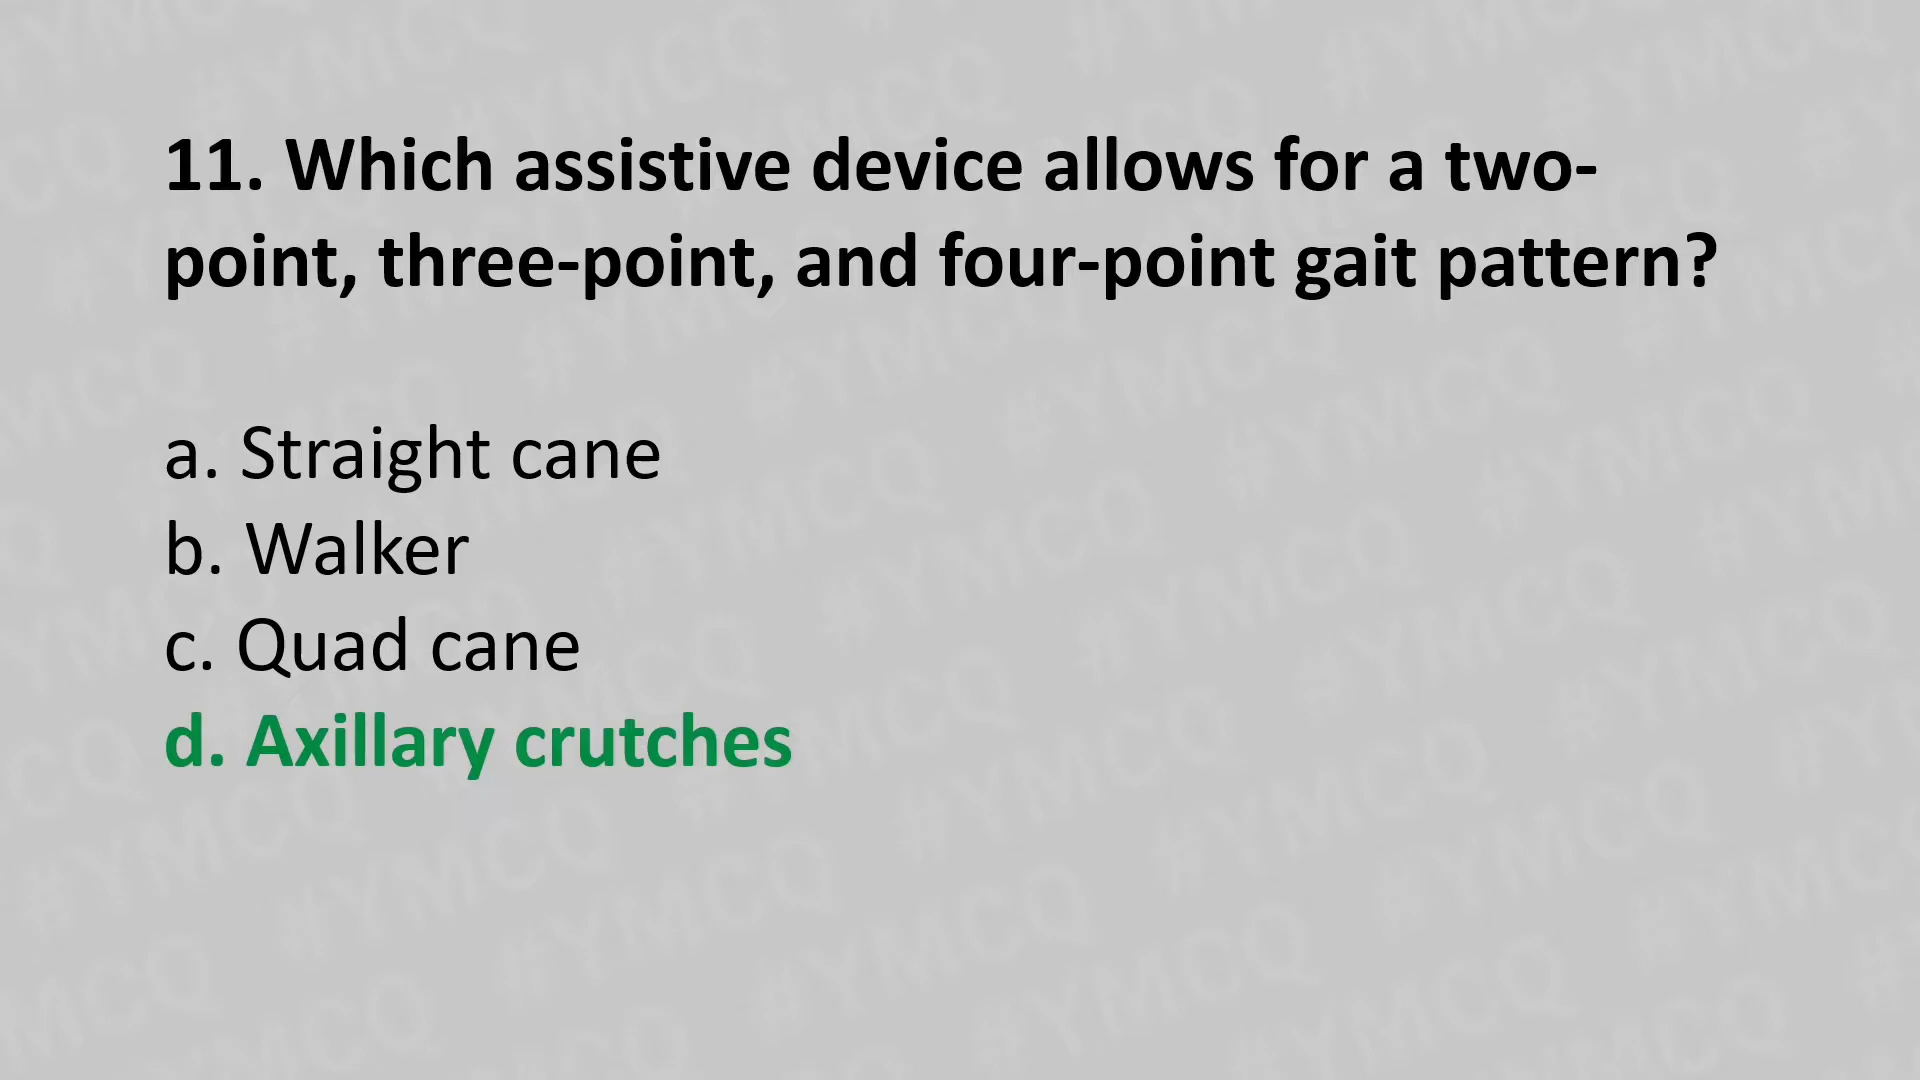 11. Which assistive device allows for a two-
point, three-point, and four-point gait pattern?
a. Straight cane
b. Walker
c. Quad cane
d. Axillary crutches
#YMCQ